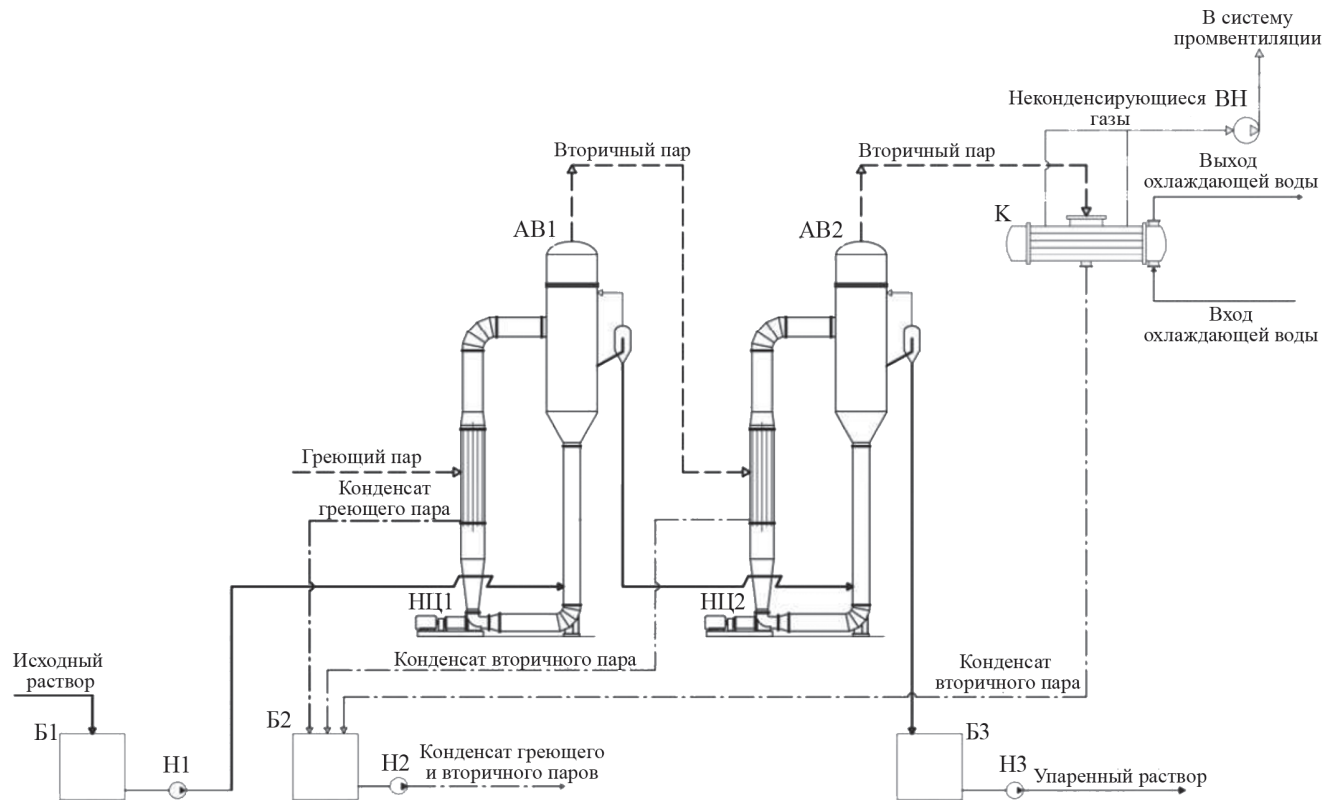 В систему
промвентиляции
Неконденсирующиеся
газы
ВН
Вторичный пар
Вторичный пар
Выход
охлаждающей воды
К
АВ1
АВ2
Вход
охлаждающей воды
Греющий пар
Конденсат
греющего пара
НЦ1
НЦ2
Исходный
раствор
Конденсат вторичного пара
Конденсат
вторичного пара
Б1
Н1
Б2
Н2
Конденсат греющего
и вторичного паров
Б3
Н3
Упаренный раствор